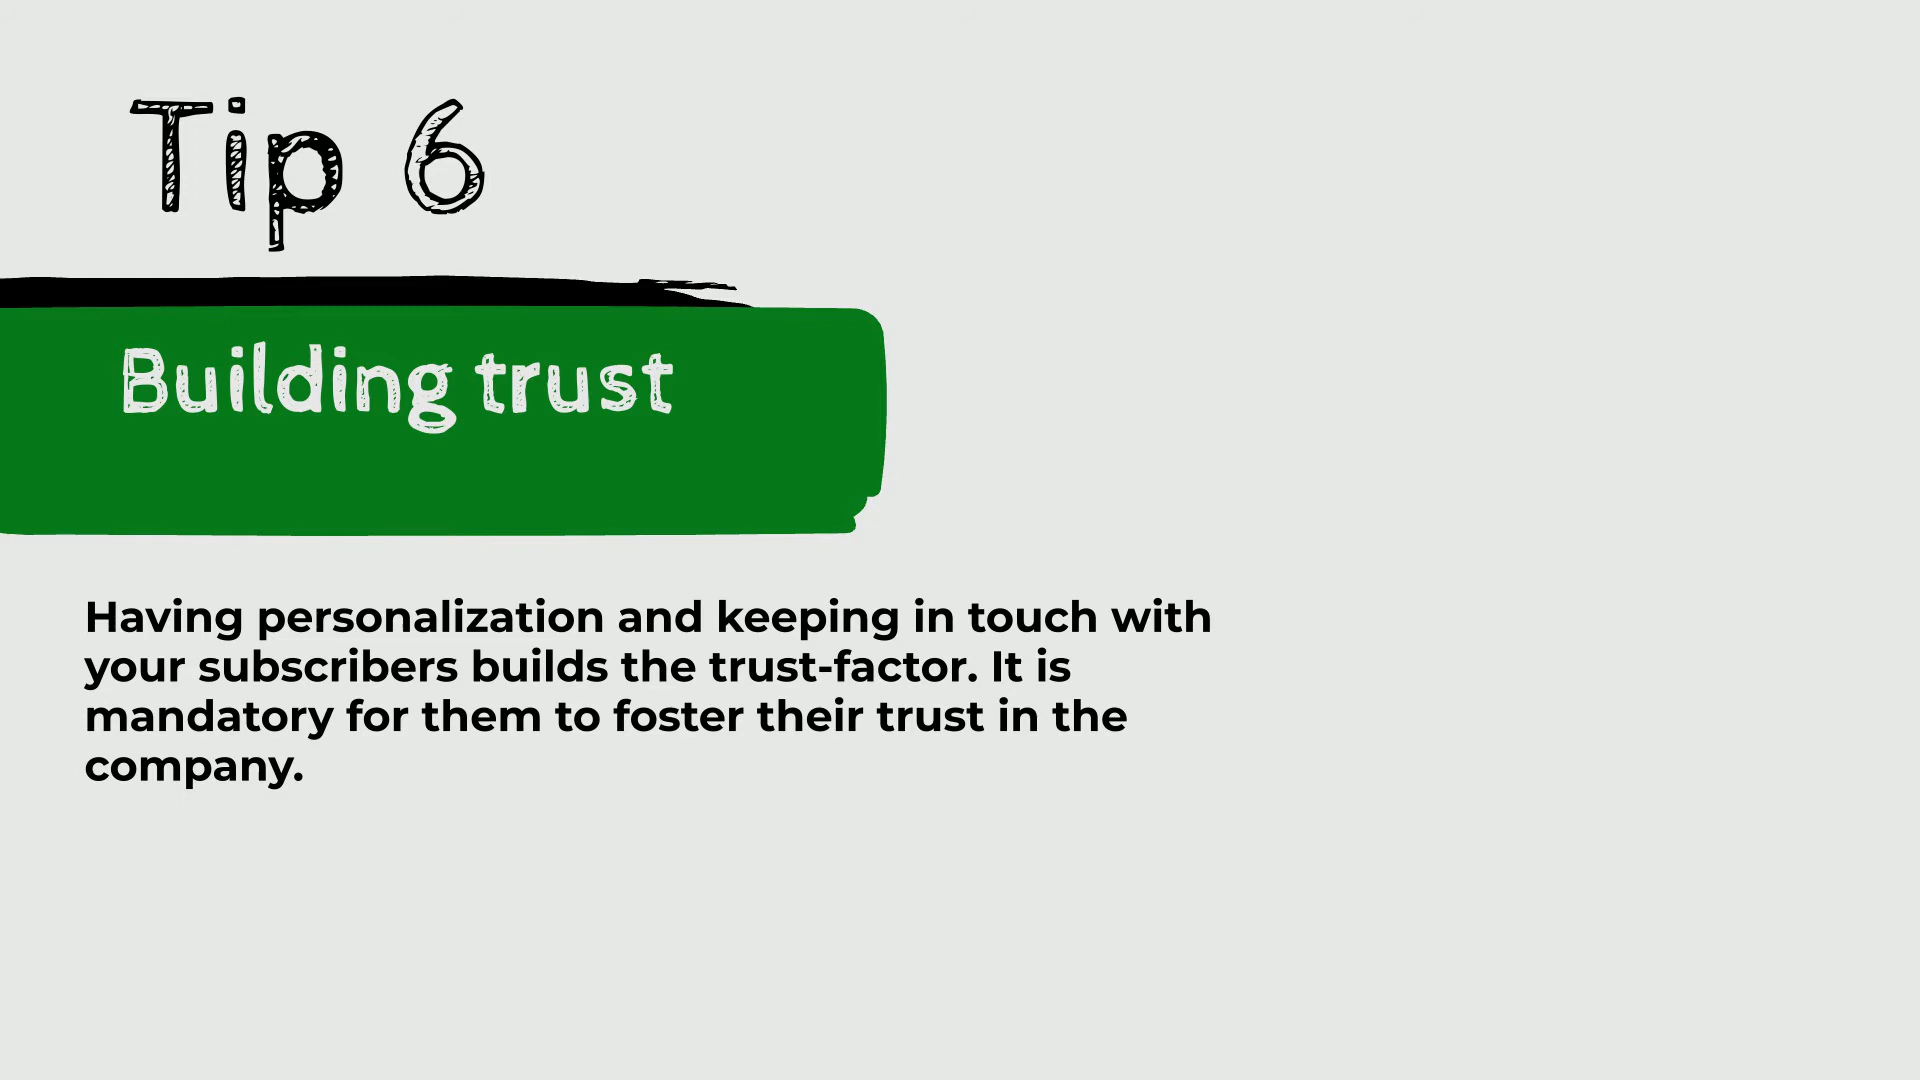 Tip 6
Building trust
Having personalization and keeping in touch with
your subscribers builds the trust-factor. It is
mandatory for them to foster their trust in the
company.